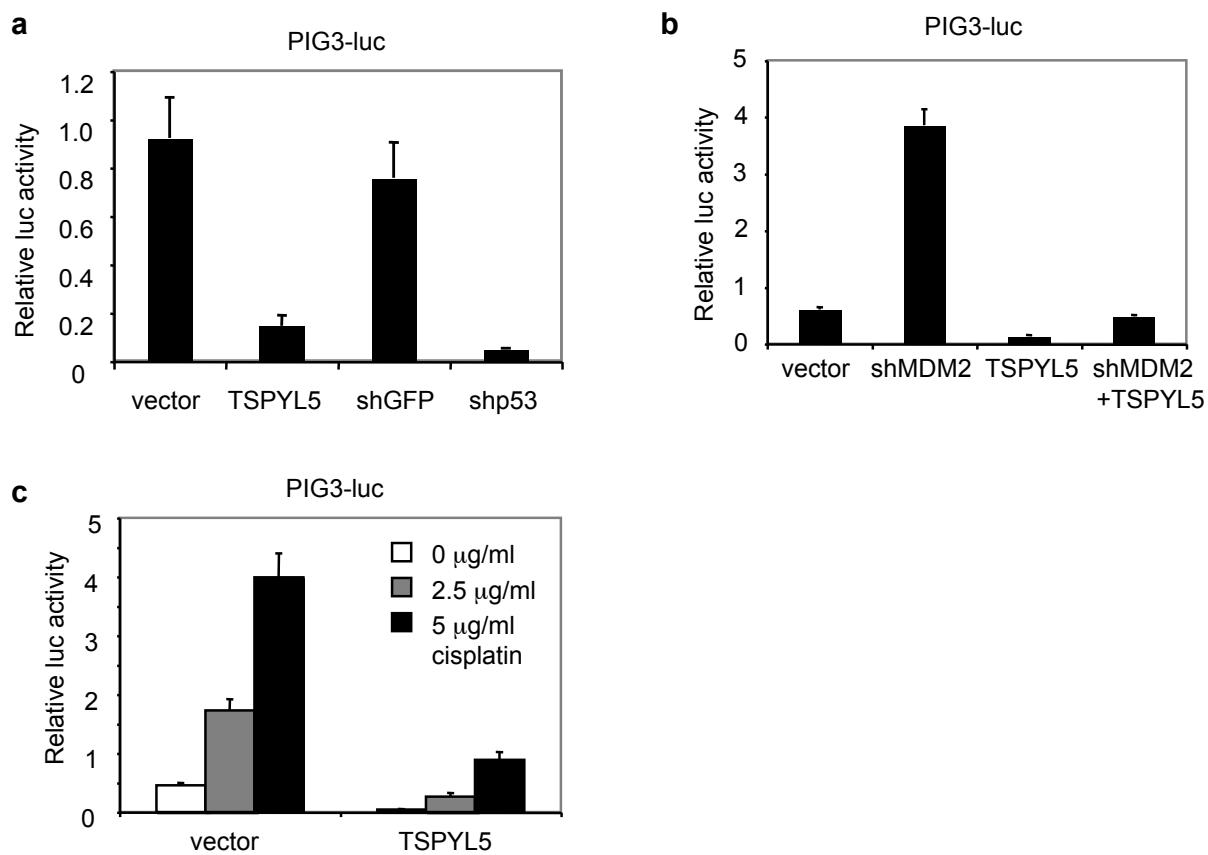 a
PIG3-luc
Relative luc activity
1.2
1.0
0.8
0.6
0.4
0.2
0
vector TSPYL5 shGFP shp53
b
PIG3-luc
Relative luc activity
5
4
3
2
1
0
vector shMDM2 TSPYL5 shMDM2
+TSPYL5
c
PIG3-luc
Relative luc activity
5
4
3
2
1
0
0 μg/ml
2.5 μg/ml
5 μg/ml
cisplatin
vector TSPYL5